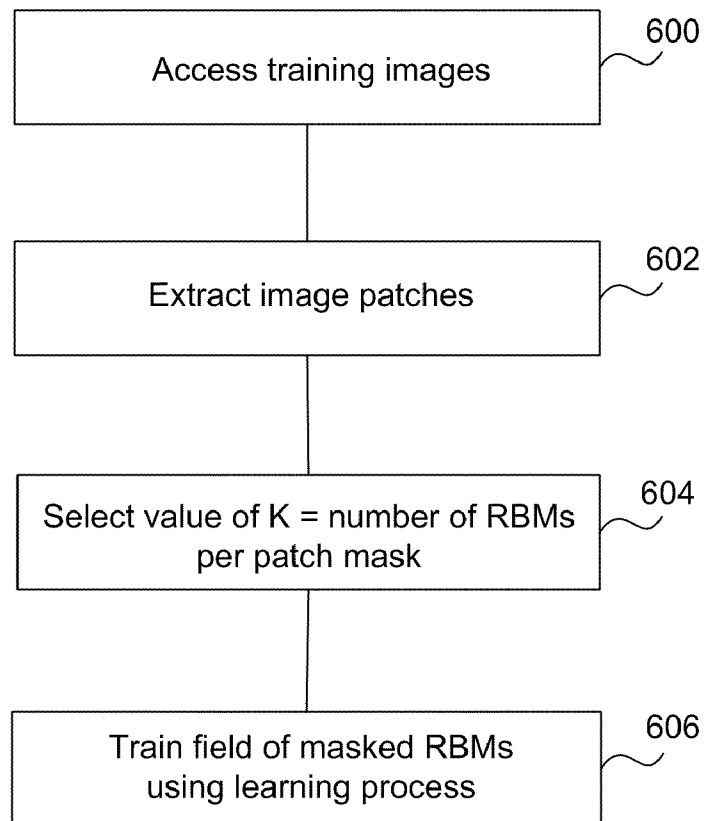 Access training images
600
Extract image patches
602
Select value of K = number of RBMs
per patch mask
604
Train field of masked RBMs
using learning process
606